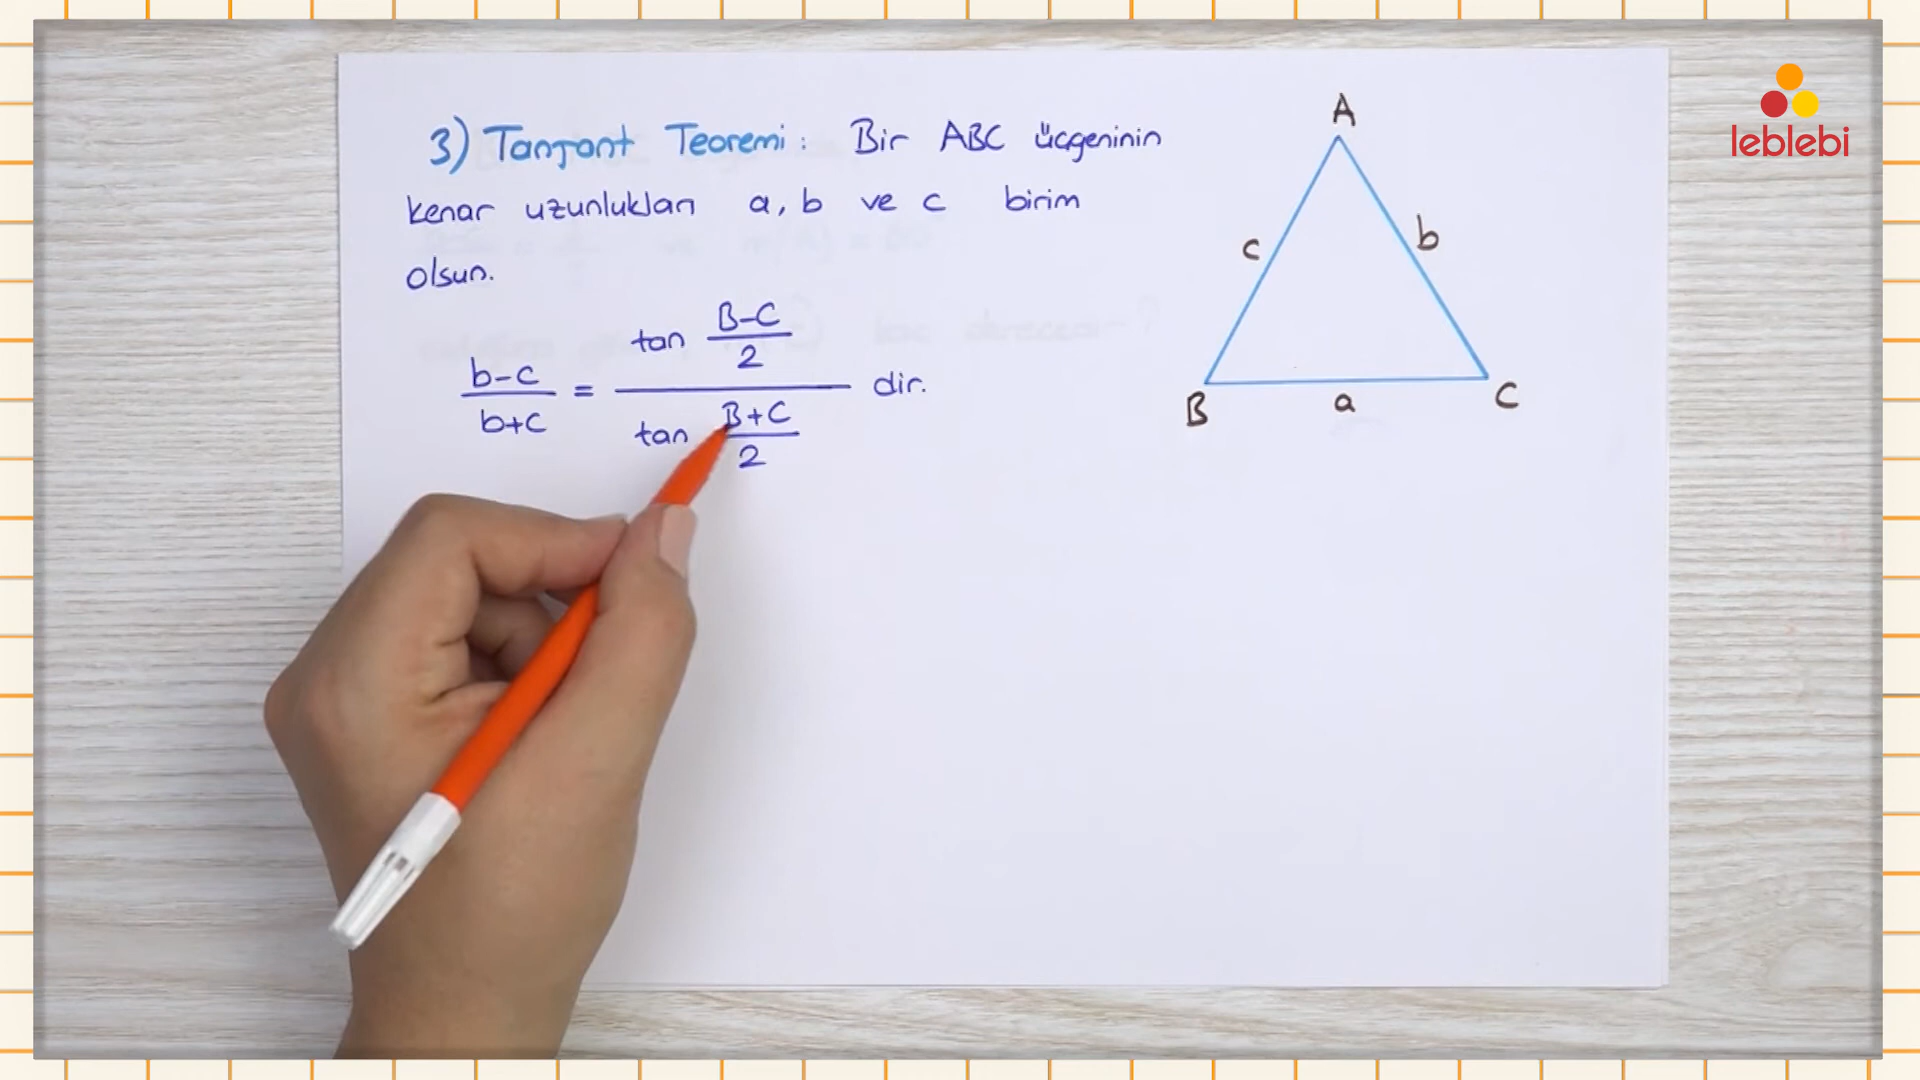 3) Tanjant Teoremi: Bir ABC üçgeninin
kenar uzunlukları a, b ve c birim
olsun.
b-c / b+c = tan B-C / 2 / tan B+C / 2 dir.
A
c
b
B
a
C
leblebi